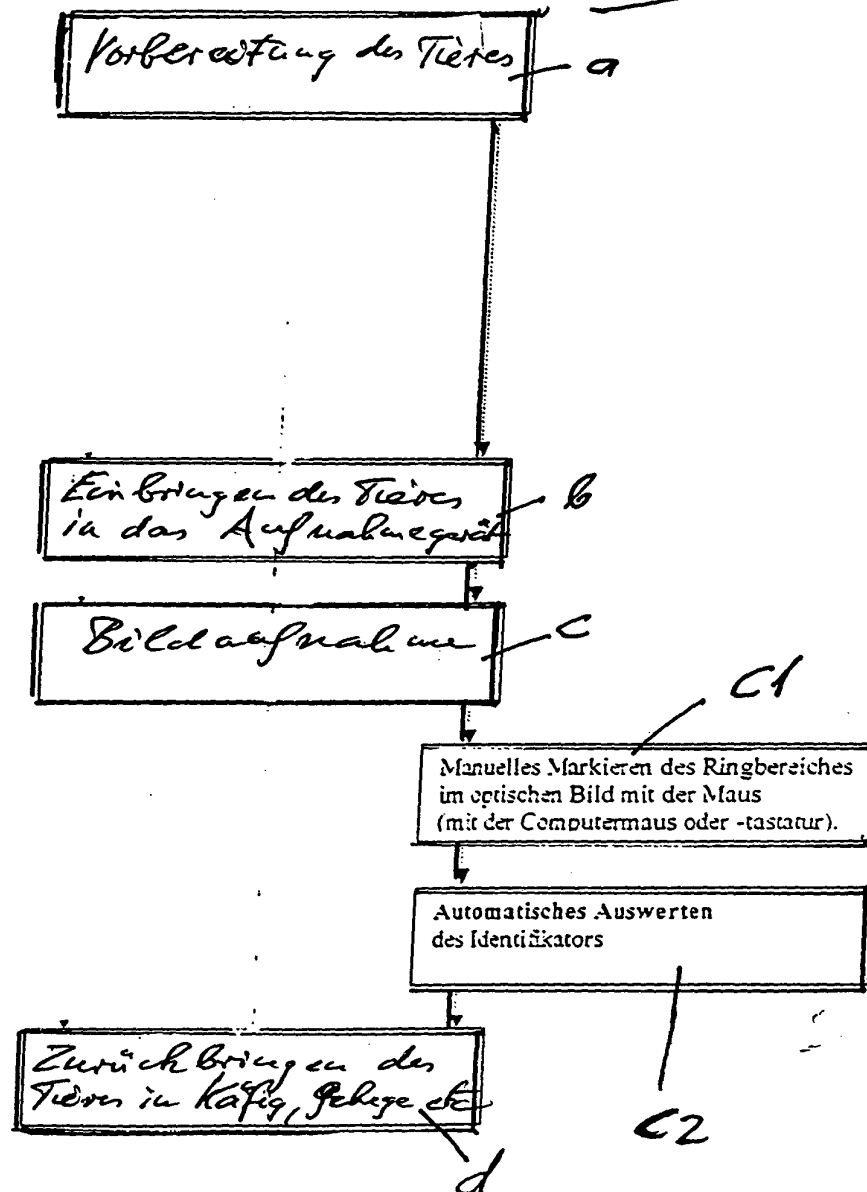 Vorbereitung des Tieres
a
Einbringen des Tieres
in das Aufnahmegerät
b
Bildaufnahme
c
C1
Manuelles Markieren des Ringbereiches
im optischen Bild mit der Maus
(mit der Computermaus oder -tastatur).
Automatisches Auswerten
des Identifikators
C2
Zurückbringen des
Tieres in Käfig, Gehege etc
d